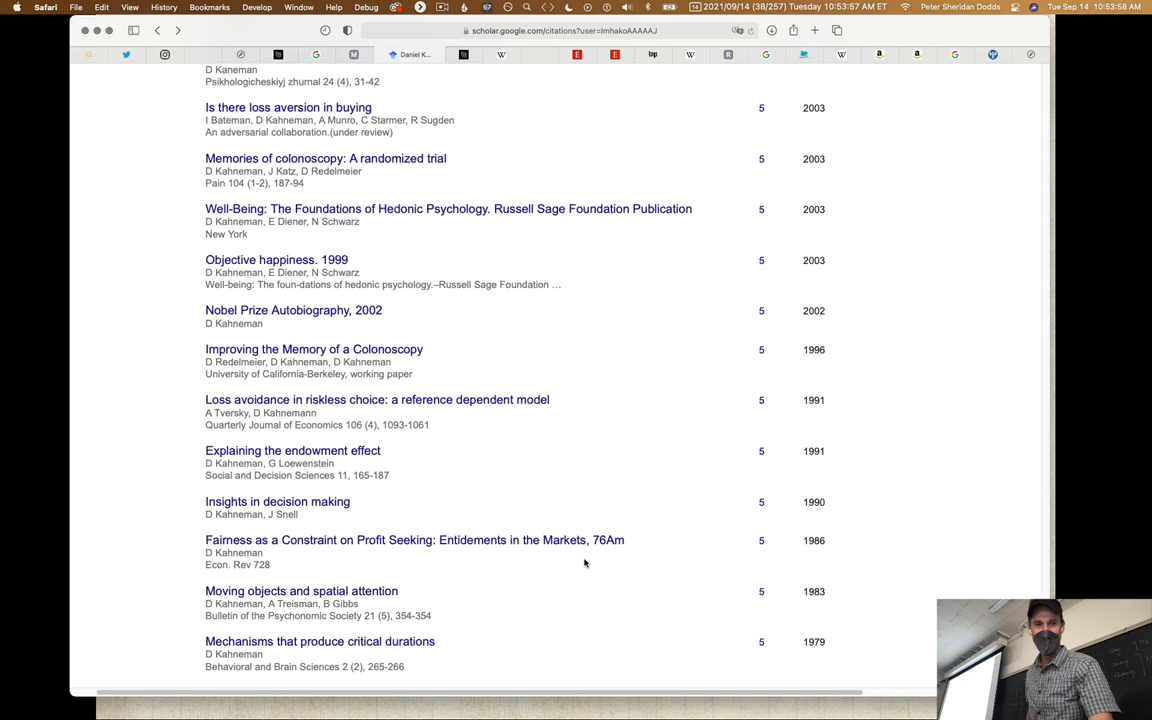 Safari File Edit View History Bookmarks Develop Window Help Debug 67 14 2021/09/14 (38/257) Tuesday 10:53:57 AM ET Peter Sheridan Dodds Tue Sep 14 10:53:58 AM
scholar.google.com/citations?user=ImhakoAAAAAJ
Daniel K...
D Kaneman
Psikhologicheskiyj zhurnal 24 (4), 31-42
Is there loss aversion in buying 5 2003
I Bateman, D Kahneman, A Munro, C Starmer, R Sugden
An adversarial collaboration.(under review)
Memories of colonoscopy: A randomized trial 5 2003
D Kahneman, J Katz, D Redelmeier
Pain 104 (1-2), 187-94
Well-Being: The Foundations of Hedonic Psychology. Russell Sage Foundation Publication 5 2003
D Kahneman, E Diener, N Schwarz
New York
Objective happiness. 1999 5 2003
D Kahneman, E Diener, N Schwarz
Well-being: The foun-dations of hedonic psychology.–Russell Sage Foundation …
Nobel Prize Autobiography, 2002 5 2002
D Kahneman
Improving the Memory of a Colonoscopy 5 1996
D Redelmeier, D Kahneman, D Kahneman
University of California-Berkeley, working paper
Loss avoidance in riskless choice: a reference dependent model 5 1991
A Tversky, D Kahnemann
Quarterly Journal of Economics 106 (4), 1093-1061
Explaining the endowment effect 5 1991
D Kahneman, G Loewenstein
Social and Decision Sciences 11, 165-187
Insights in decision making 5 1990
D Kahneman, J Snell
Fairness as a Constraint on Profit Seeking: Entidements in the Markets, 76Am 5 1986
D Kahneman
Econ. Rev 728
Moving objects and spatial attention 5 1983
D Kahneman, A Treisman, B Gibbs
Bulletin of the Psychonomic Society 21 (5), 354-354
Mechanisms that produce critical durations 5 1979
D Kahneman
Behavioral and Brain Sciences 2 (2), 265-266